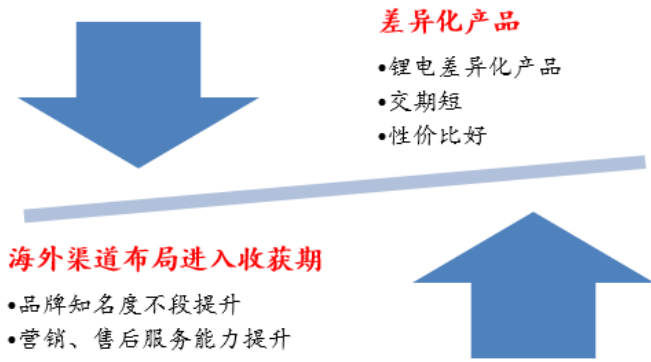 差异化产品
•锂电差异化产品
•交期短
•性价比好
海外渠道布局进入收获期
•品牌知名度不段提升
•营销、售后服务能力提升